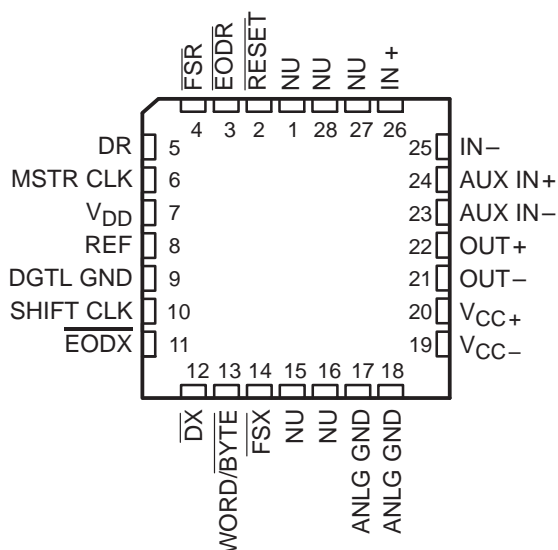 FSR
EODR
RESET
NU
NU
NU
IN +
4 3 2 1 28 27 26
DR 5
MSTR CLK 6
VDD 7
REF 8
DGTL GND 9
SHIFT CLK 10
EODX 11
25 IN−
24 AUX IN+
23 AUX IN−
22 OUT+
21 OUT−
20 VCC+
19 VCC−
12 13 14 15 16 17 18
DX
WORD/BYTE
FSX
NU
NU
ANLG GND
ANLG GND